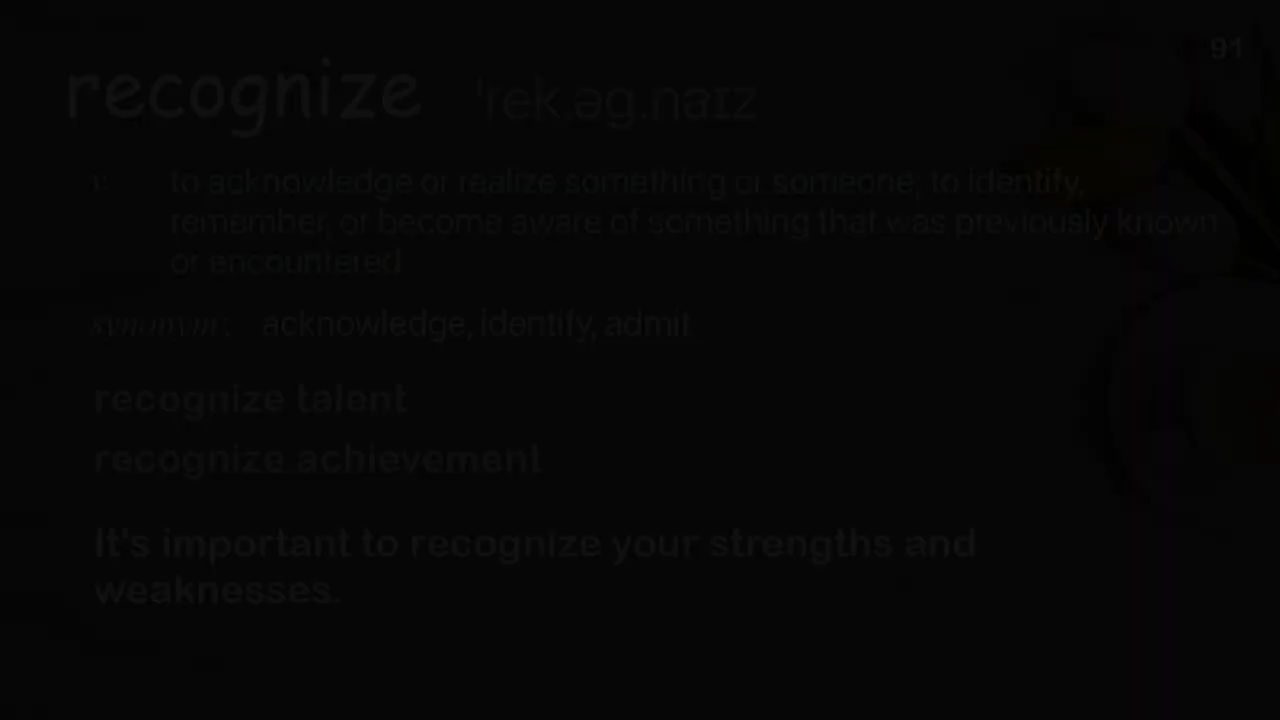 91
recognize ˈrek.əg.naɪz
v. to acknowledge or realize something or someone, to identify,
remember, or become aware of something that was previously known
or encountered
synonym: acknowledge, identify, admit
recognize talent
recognize achievement
It's important to recognize your strengths and
weaknesses.